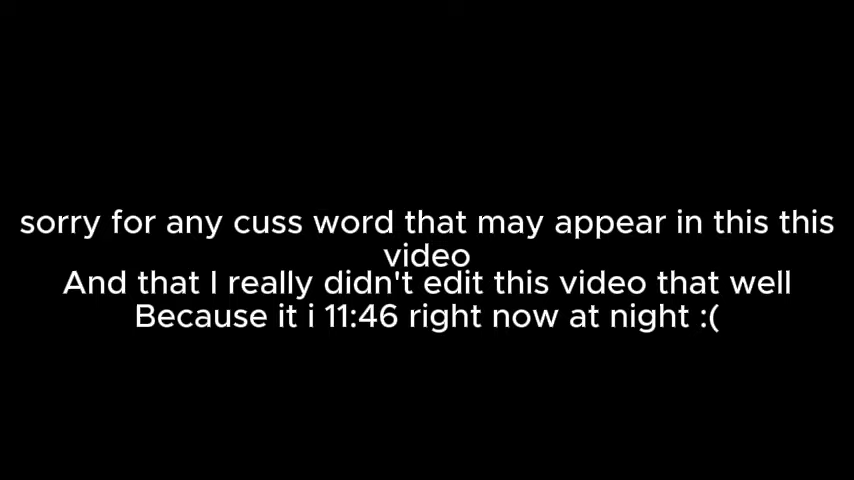 sorry for any cuss word that may appear in this this
video
And that I really didn't edit this video that well
Because it i 11:46 right now at night :(